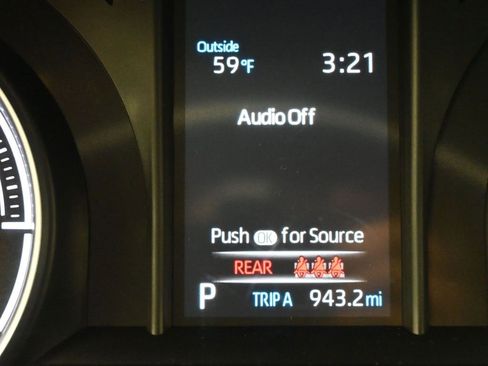 Outside
59°F 3:21
Audio Off
Push OK for Source
REAR
P TRIP A 943.2 mi